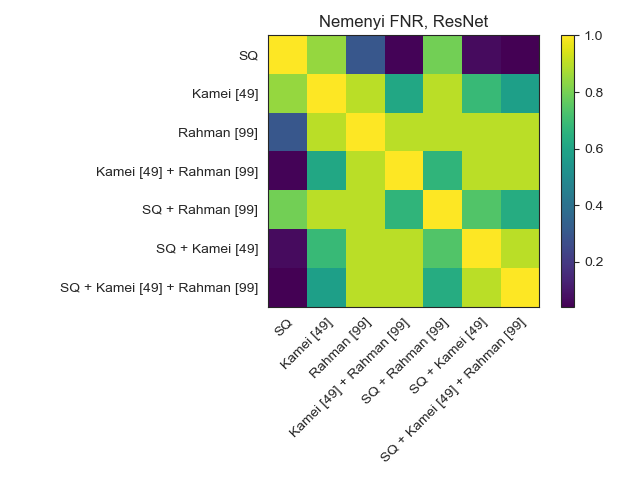 Nemenyi FNR, ResNet
SQ
Kamei [49]
Rahman [99]
Kamei [49] + Rahman [99]
SQ + Rahman [99]
SQ + Kamei [49]
SQ + Kamei [49] + Rahman [99]
SQ
Kamei [49]
Rahman [99]
Kamei [49] + Rahman [99]
SQ + Rahman [99]
SQ + Kamei [49]
SQ + Kamei [49] + Rahman [99]
1.0
0.8
0.6
0.4
0.2